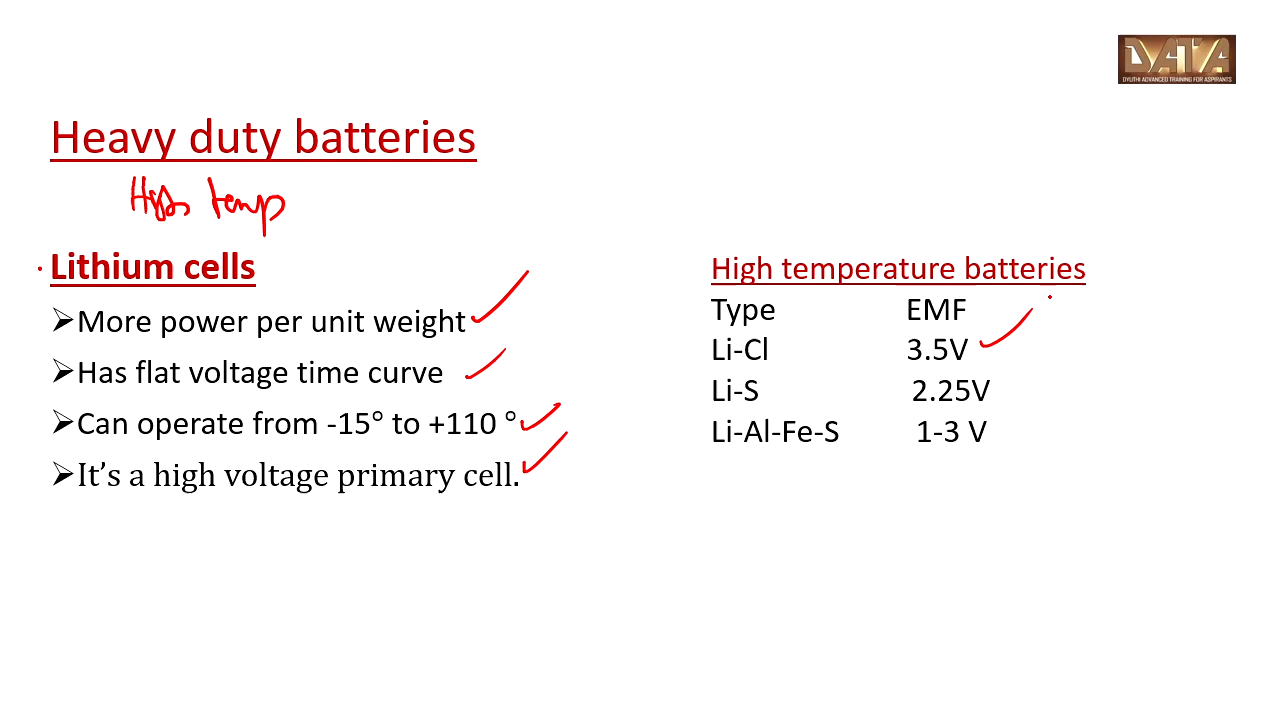 DATA
DYUTHI ADVANCED TRAINING FOR ASPIRANTS
Heavy duty batteries
temp
Lithium cells
➢More power per unit weight
➢Has flat voltage time curve
➢Can operate from -15° to +110 °
➢It’s a high voltage primary cell.
High temperature batteries
Type EMF
Li-Cl 3.5V
Li-S 2.25V
Li-Al-Fe-S 1-3 V